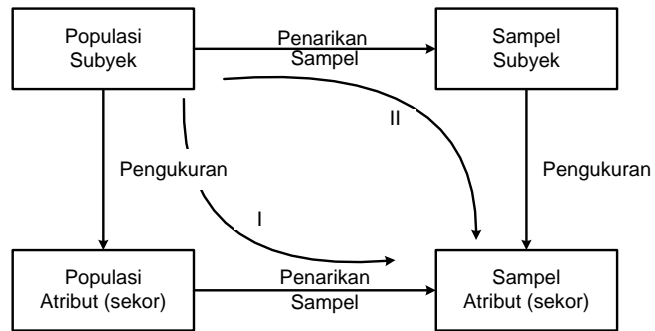 Populasi
Subyek
Penarikan
Sampel
Sampel
Subyek
II
Pengukuran
Pengukuran
I
Populasi
Atribut (sekor)
Penarikan
Sampel
Sampel
Atribut (sekor)